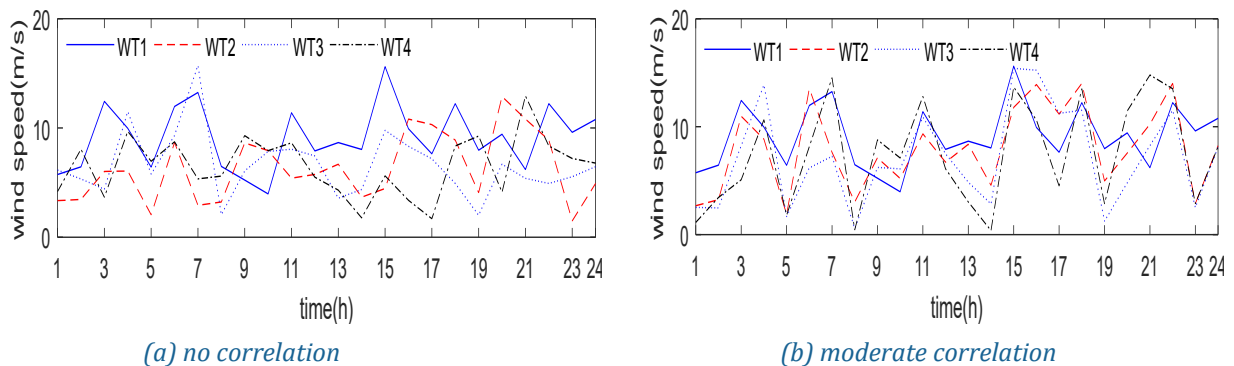 wind speed(m/s)
20
10
0
WT1 WT2 WT3 WT4
1 3 5 7 9 11 13 15 17 19 21 23 24
time(h)
(a) no correlation
wind speed(m/s)
20
10
0
WT1 WT2 WT3 WT4
1 3 5 7 9 11 13 15 17 19 21 23 24
time(h)
(b) moderate correlation